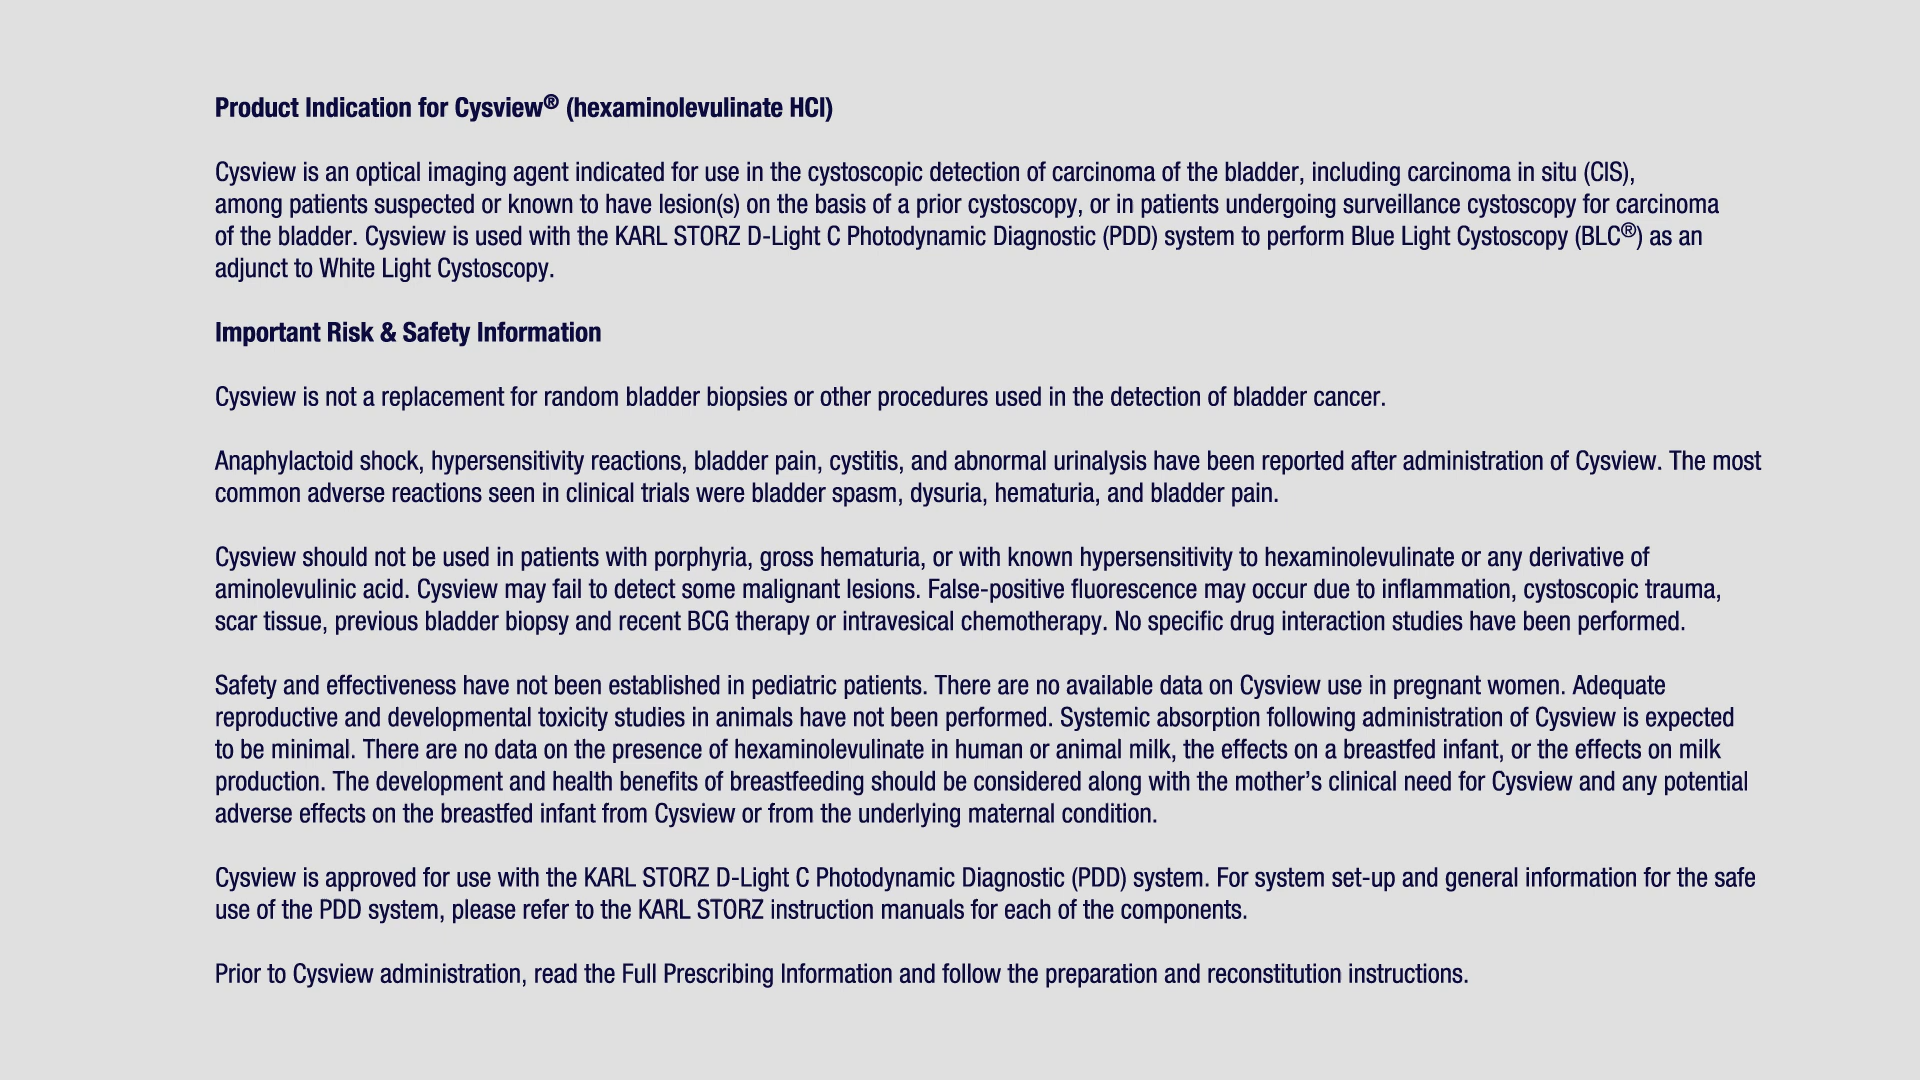 Product Indication for Cysview® (hexaminolevulinate HCl)
Cysview is an optical imaging agent indicated for use in the cystoscopic detection of carcinoma of the bladder, including carcinoma in situ (CIS),
among patients suspected or known to have lesion(s) on the basis of a prior cystoscopy, or in patients undergoing surveillance cystoscopy for carcinoma
of the bladder. Cysview is used with the KARL STORZ D-Light C Photodynamic Diagnostic (PDD) system to perform Blue Light Cystoscopy (BLC®) as an
adjunct to White Light Cystoscopy.
Important Risk & Safety Information
Cysview is not a replacement for random bladder biopsies or other procedures used in the detection of bladder cancer.
Anaphylactoid shock, hypersensitivity reactions, bladder pain, cystitis, and abnormal urinalysis have been reported after administration of Cysview. The most
common adverse reactions seen in clinical trials were bladder spasm, dysuria, hematuria, and bladder pain.
Cysview should not be used in patients with porphyria, gross hematuria, or with known hypersensitivity to hexaminolevulinate or any derivative of
aminolevulinic acid. Cysview may fail to detect some malignant lesions. False-positive fluorescence may occur due to inflammation, cystoscopic trauma,
scar tissue, previous bladder biopsy and recent BCG therapy or intravesical chemotherapy. No specific drug interaction studies have been performed.
Safety and effectiveness have not been established in pediatric patients. There are no available data on Cysview use in pregnant women. Adequate
reproductive and developmental toxicity studies in animals have not been performed. Systemic absorption following administration of Cysview is expected
to be minimal. There are no data on the presence of hexaminolevulinate in human or animal milk, the effects on a breastfed infant, or the effects on milk
production. The development and health benefits of breastfeeding should be considered along with the mother’s clinical need for Cysview and any potential
adverse effects on the breastfed infant from Cysview or from the underlying maternal condition.
Cysview is approved for use with the KARL STORZ D-Light C Photodynamic Diagnostic (PDD) system. For system set-up and general information for the safe
use of the PDD system, please refer to the KARL STORZ instruction manuals for each of the components.
Prior to Cysview administration, read the Full Prescribing Information and follow the preparation and reconstitution instructions.